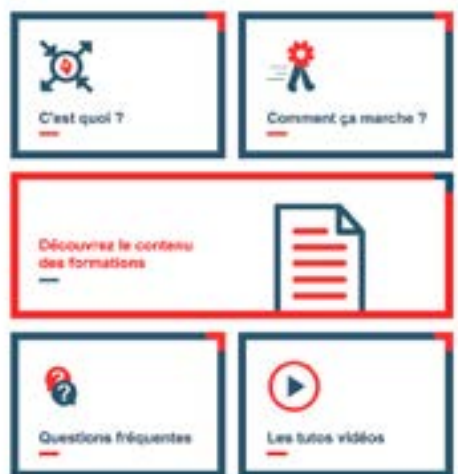 C'est quoi ?
Comment ça marche ?
Découvrez le contenu
des formations
Questions fréquentes
Les tutos vidéos